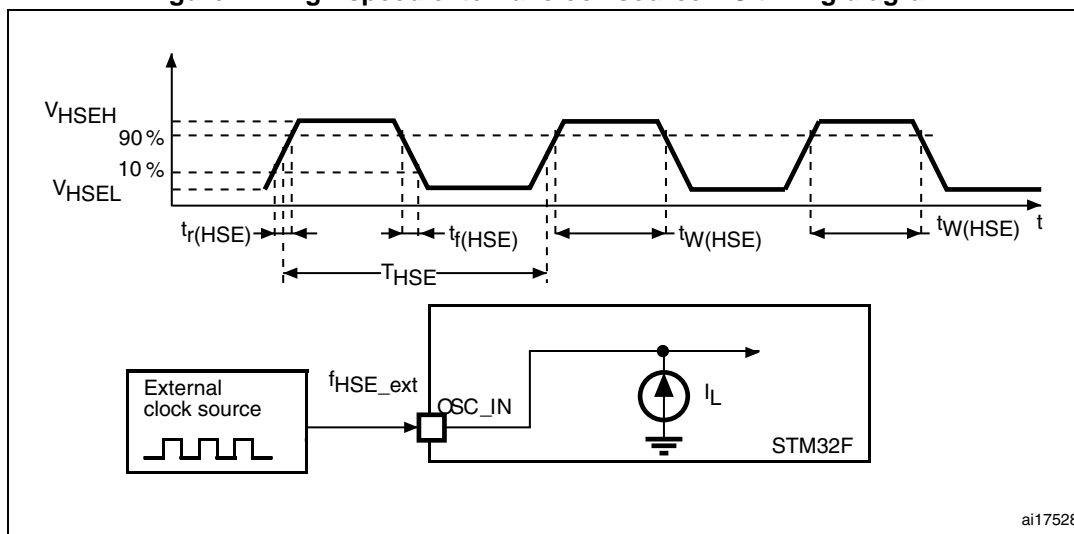 VHSEH
90 %
10 %
VHSEL
tr(HSE)
tf(HSE)
tW(HSE)
tW(HSE)
t
THSE
External
clock source
fHSE_ext
OSC_IN
IL
STM32F
ai17528